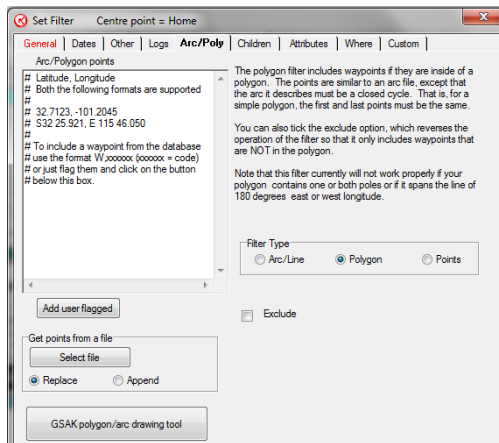 Set Filter Centre point = Home
General Dates Other Logs Arc/Poly Children Attributes Where Custom
Arc/Polygon points
# Latitude, Longitude
# Both the following formats are supported
#
# 32.7123, -101.2045
# S32 25.921, E 115 46.050
#
# To include a waypoint from the database
# use the format W,xxxxxx (xxxxxx = code)
# or just flag them and click on the button
# below this box.
Add user flagged
Get points from a file
Select file
Replace Append
GSAK polygon/arc drawing tool
The polygon filter includes waypoints if they are inside of a
polygon. The points are similar to an arc file, except that
the arc it describes must be a closed cycle. That is, for a
simple polygon, the first and last points must be the same.
You can also tick the exclude option, which reverses the
operation of the filter so that it only includes waypoints that
are NOT in the polygon.
Note that this filter currently will not work properly if your
polygon contains one or both poles or if it spans the line of
180 degrees east or west longitude.
Filter Type
Arc/Line Polygon Points
Exclude